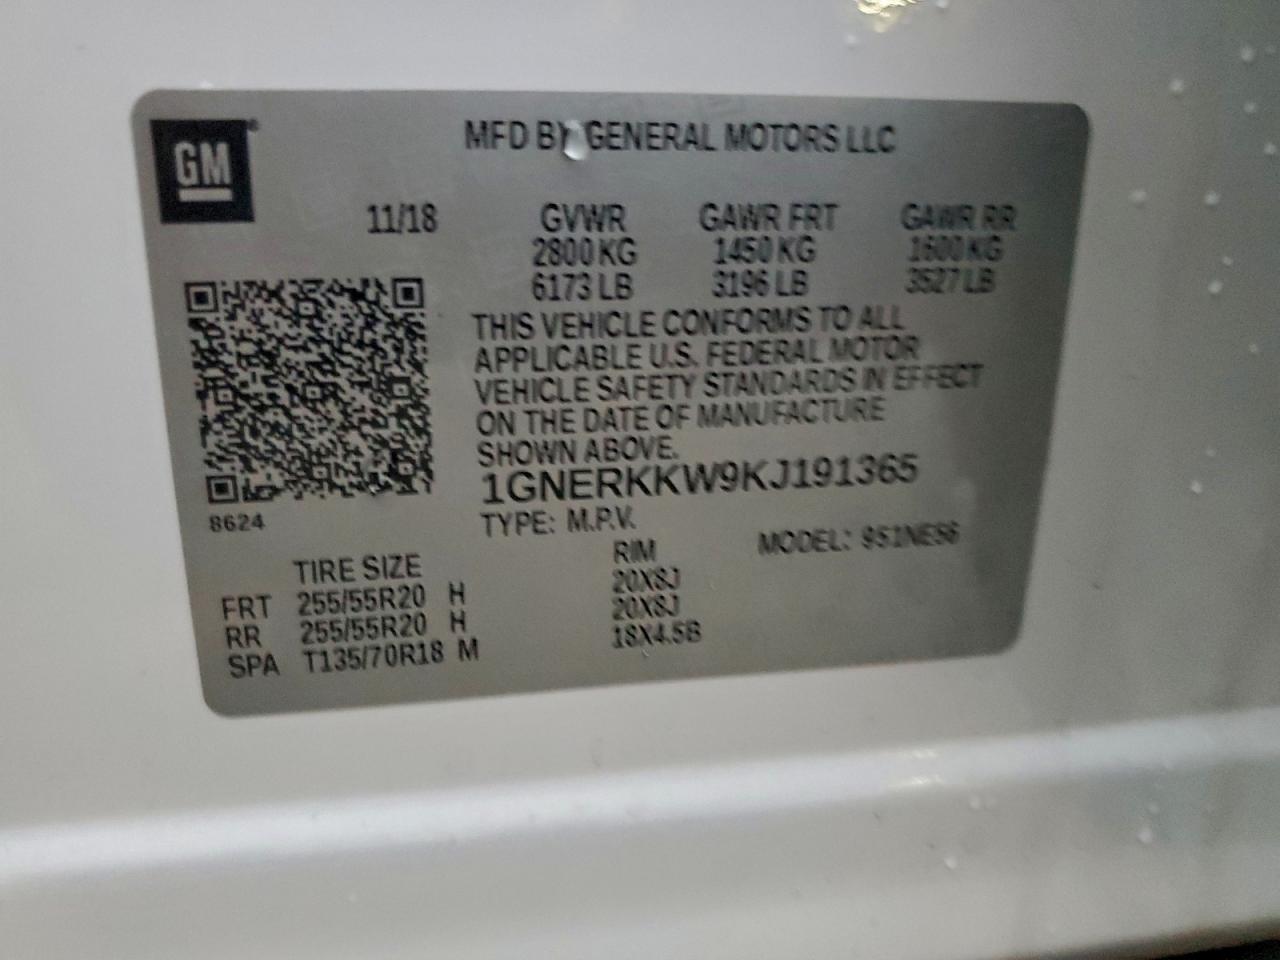 GM
MFD BY GENERAL MOTORS LLC
11/18 GVWR GAWR FRT GAWR RR
2800 KG 1450 KG 1600 KG
6173 LB 3196 LB 3527 LB
THIS VEHICLE CONFORMS TO ALL
APPLICABLE U.S. FEDERAL MOTOR
VEHICLE SAFETY STANDARDS IN EFFECT
ON THE DATE OF MANUFACTURE
SHOWN ABOVE.
1GNERKKW9KJ191365
8624
TYPE: M.P.V. MODEL: 951NE56
TIRE SIZE RIM
FRT 255/55R20 H 20X8J
RR 255/55R20 H 20X8J
SPA T135/70R18 M 18X4.5B